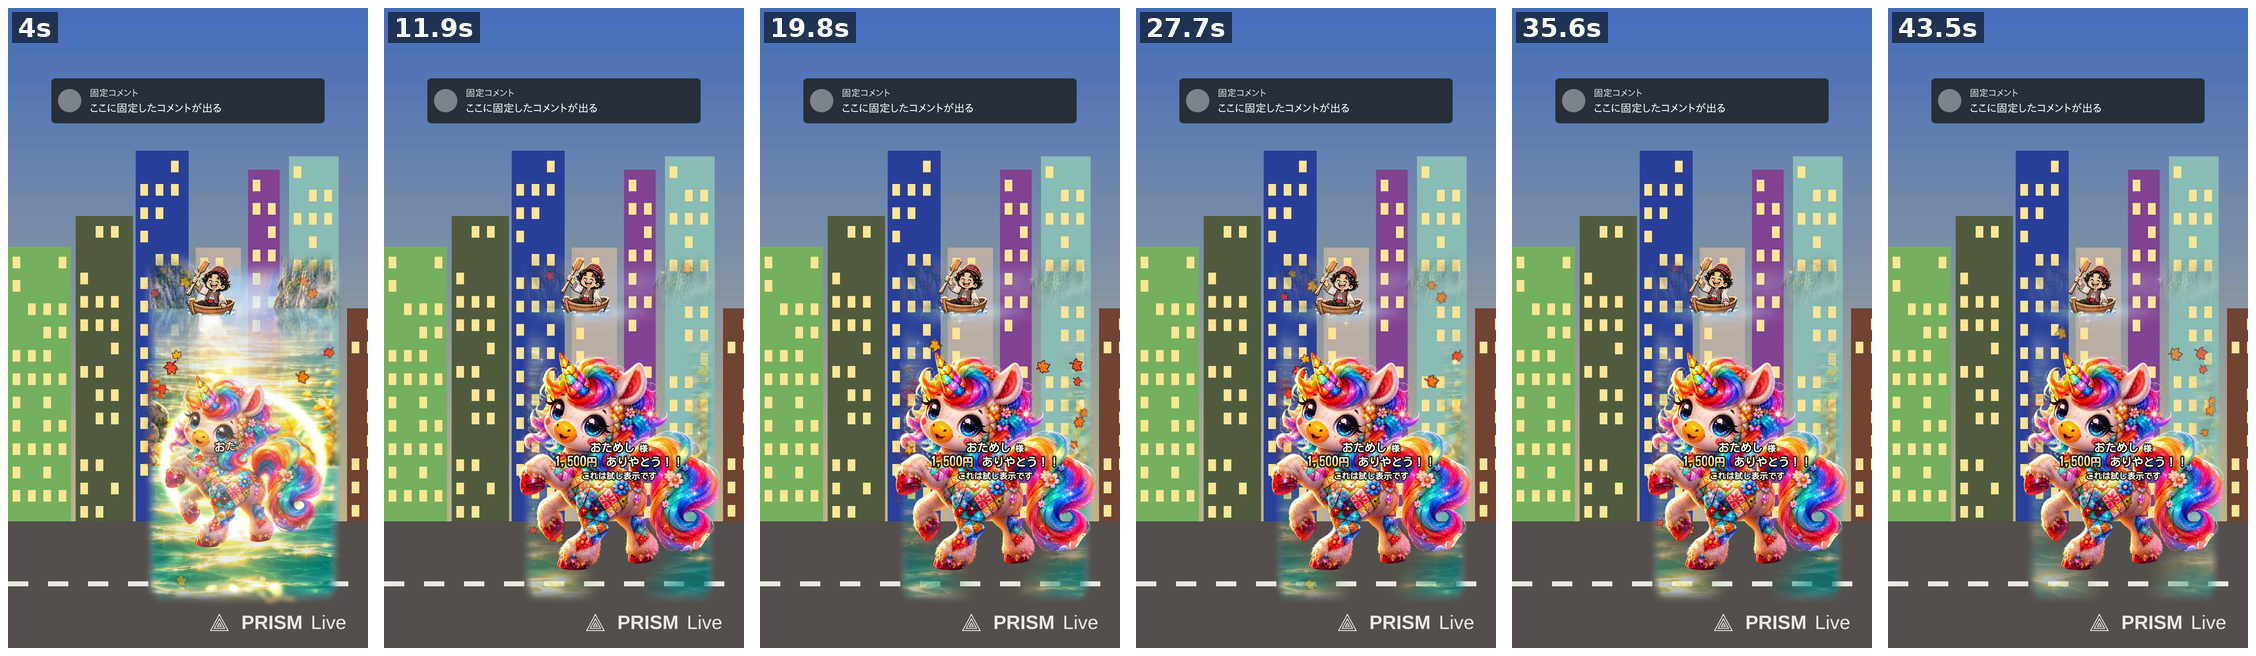 4s
固定コメント
ここに固定したコメントが出る
おため
PRISM Live
11.9s
固定コメント
ここに固定したコメントが出る
おためし 様
1,500円 ありやとう！！
これは試し表示です
PRISM Live
19.8s
固定コメント
ここに固定したコメントが出る
おためし 様
1,500円 ありやとう！！
これは試し表示です
PRISM Live
27.7s
固定コメント
ここに固定したコメントが出る
おためし 様
1,500円 ありやとう！！
これは試し表示です
PRISM Live
35.6s
固定コメント
ここに固定したコメントが出る
おためし 様
1,500円 ありやとう！！
これは試し表示です
PRISM Live
43.5s
固定コメント
ここに固定したコメントが出る
おためし 様
1,500円 ありやとう！！
これは試し表示です
PRISM Live